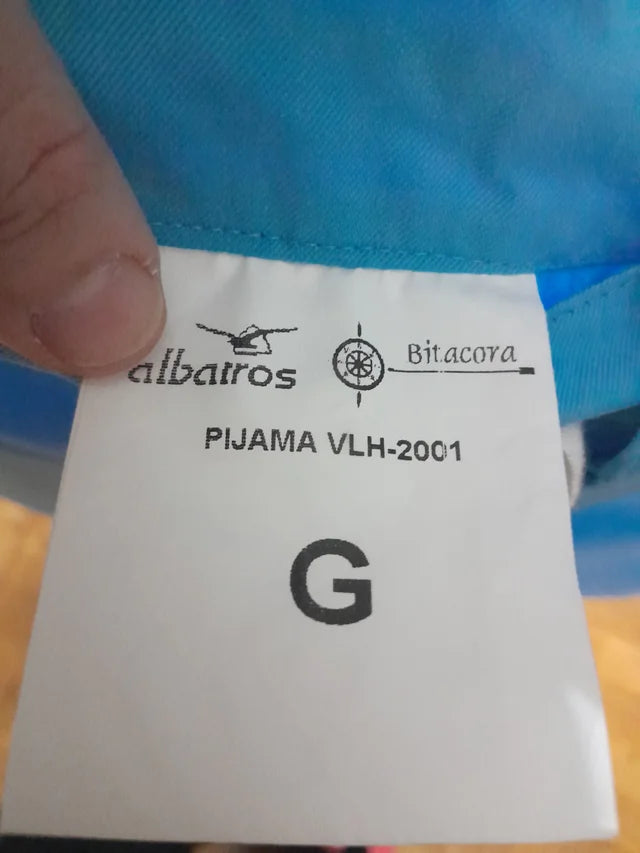 albatros Bitacora
PIJAMA VLH-2001
G